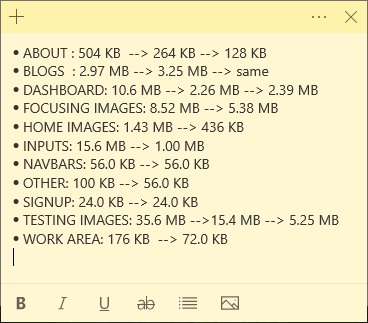 • ABOUT : 504 KB  --> 264 KB --> 128 KB
• BLOGS  : 2.97 MB --> 3.25 MB --> same
• DASHBOARD: 10.6 MB --> 2.26 MB --> 2.39 MB
• FOCUSING IMAGES: 8.52 MB --> 5.38 MB
• HOME IMAGES: 1.43 MB --> 436 KB
• INPUTS: 15.6 MB --> 1.00 MB
• NAVBARS: 56.0 KB --> 56.0 KB
• OTHER: 100 KB --> 56.0 KB
• SIGNUP: 24.0 KB --> 24.0 KB
• TESTING IMAGES: 35.6 MB -->15.4 MB --> 5.25 MB
• WORK AREA: 176 KB  --> 72.0 KB
B I U ab